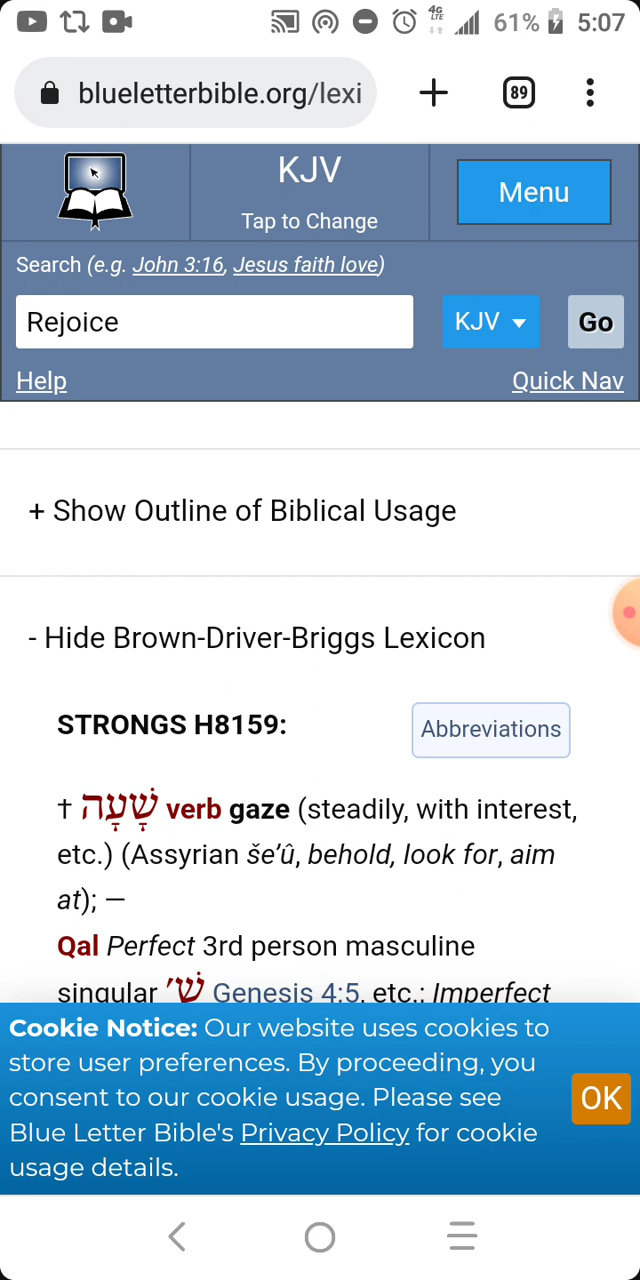 4G
LTE
61%
5:07
blueletterbible.org/lexi
89
KJV
Tap to Change
Menu
Search (e.g. John 3:16, Jesus faith love)
Rejoice
KJV
Go
Help
Quick Nav
+ Show Outline of Biblical Usage
- Hide Brown-Driver-Briggs Lexicon
STRONGS H8159:
Abbreviations
† שָׁעָה verb gaze (steadily, with interest,
etc.) (Assyrian še’û, behold, look for, aim
at); —
Qal Perfect 3rd person masculine
singular שׁ׳ Genesis 4:5, etc.; Imperfect
Cookie Notice: Our website uses cookies to
store user preferences. By proceeding, you
consent to our cookie usage. Please see
Blue Letter Bible's Privacy Policy for cookie
usage details.
OK